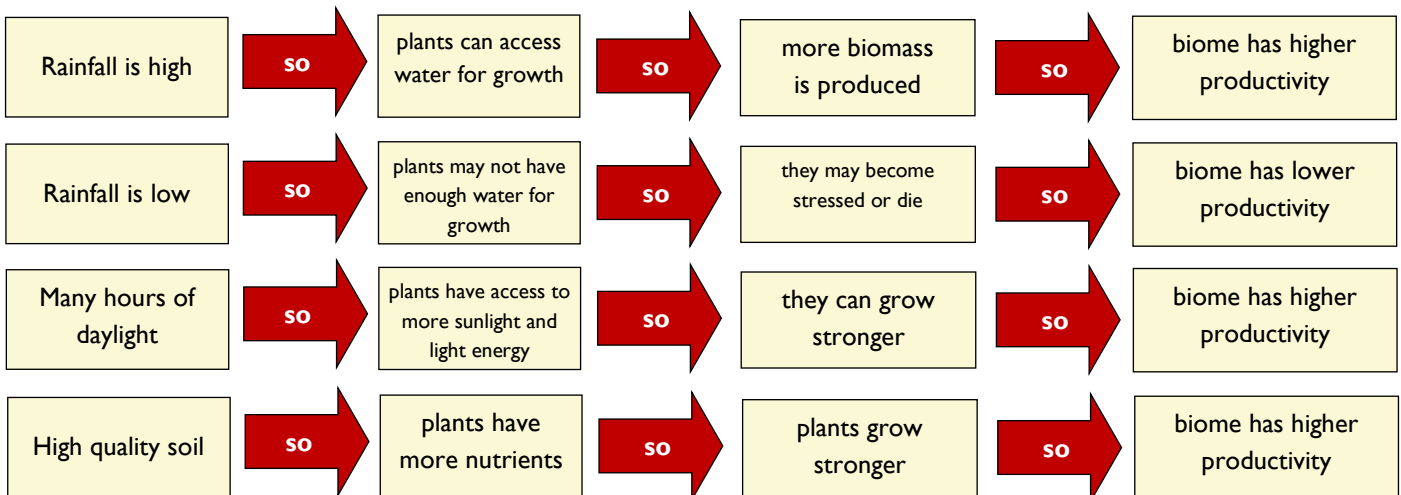 Rainfall is high
so
plants can access
water for growth
so
more biomass
is produced
so
biome has higher
productivity
Rainfall is low
so
plants may not have
enough water for
growth
so
they may become
stressed or die
so
biome has lower
productivity
Many hours of
daylight
so
plants have access to
more sunlight and
light energy
so
they can grow
stronger
so
biome has higher
productivity
High quality soil
so
plants have
more nutrients
so
plants grow
stronger
so
biome has higher
productivity